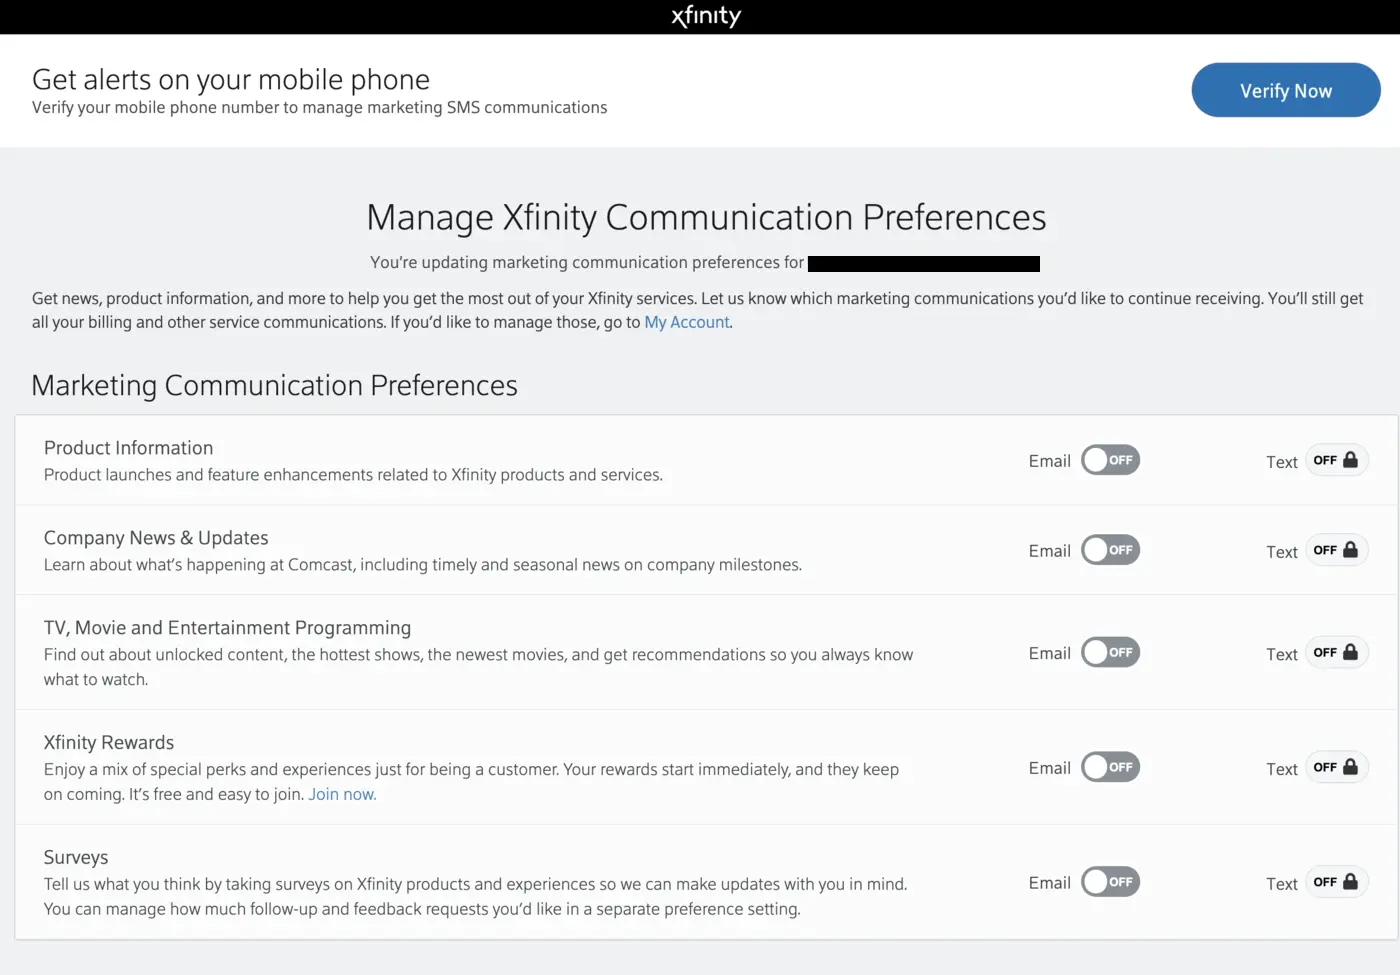 xfinity
Get alerts on your mobile phone
Verify your mobile phone number to manage marketing SMS communications
Verify Now
Manage Xfinity Communication Preferences
You're updating marketing communication preferences for
Get news, product information, and more to help you get the most out of your Xfinity services. Let us know which marketing communications you’d like to continue receiving. You’ll still get
all your billing and other service communications. If you’d like to manage those, go to My Account.
Marketing Communication Preferences
Product Information
Product launches and feature enhancements related to Xfinity products and services.
Email OFF Text OFF
Company News & Updates
Learn about what’s happening at Comcast, including timely and seasonal news on company milestones.
Email OFF Text OFF
TV, Movie and Entertainment Programming
Find out about unlocked content, the hottest shows, the newest movies, and get recommendations so you always know
what to watch.
Email OFF Text OFF
Xfinity Rewards
Enjoy a mix of special perks and experiences just for being a customer. Your rewards start immediately, and they keep
on coming. It’s free and easy to join. Join now.
Email OFF Text OFF
Surveys
Tell us what you think by taking surveys on Xfinity products and experiences so we can make updates with you in mind.
You can manage how much follow-up and feedback requests you’d like in a separate preference setting.
Email OFF Text OFF